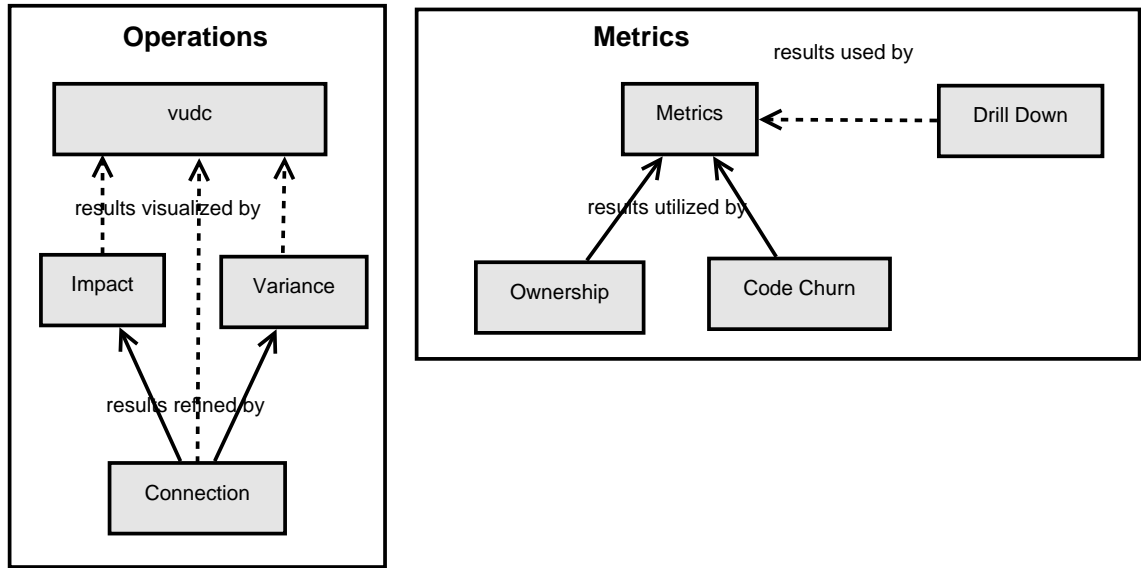 Operations
vudc
results visualized by
Impact
Variance
results refined by
Connection
Metrics
results used by
Metrics
Drill Down
results utilized by
Ownership
Code Churn